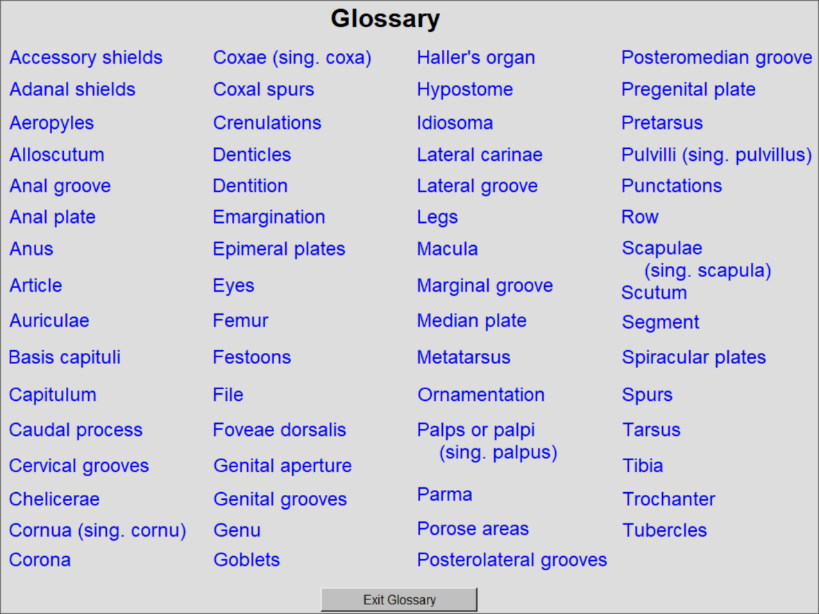 Glossary
Accessory shields
Adanal shields
Aeropyles
Alloscutum
Anal groove
Anal plate
Anus
Article
Auriculae
Basis capituli
Capitulum
Caudal process
Cervical grooves
Chelicerae
Cornua (sing. cornu)
Corona
Coxae (sing. coxa)
Coxal spurs
Crenulations
Denticles
Dentition
Emargination
Epimeral plates
Eyes
Femur
Festoons
File
Foveae dorsalis
Genital aperture
Genital grooves
Genu
Goblets
Haller's organ
Hypostome
Idiosoma
Lateral carinae
Lateral groove
Legs
Macula
Marginal groove
Median plate
Metatarsus
Ornamentation
Palps or palpi
(sing. palpus)
Parma
Porose areas
Posterolateral grooves
Posteromedian groove
Pregenital plate
Pretarsus
Pulvilli (sing. pulvillus)
Punctations
Row
Scapulae
(sing. scapula)
Scutum
Segment
Spiracular plates
Spurs
Tarsus
Tibia
Trochanter
Tubercles
Exit Glossary